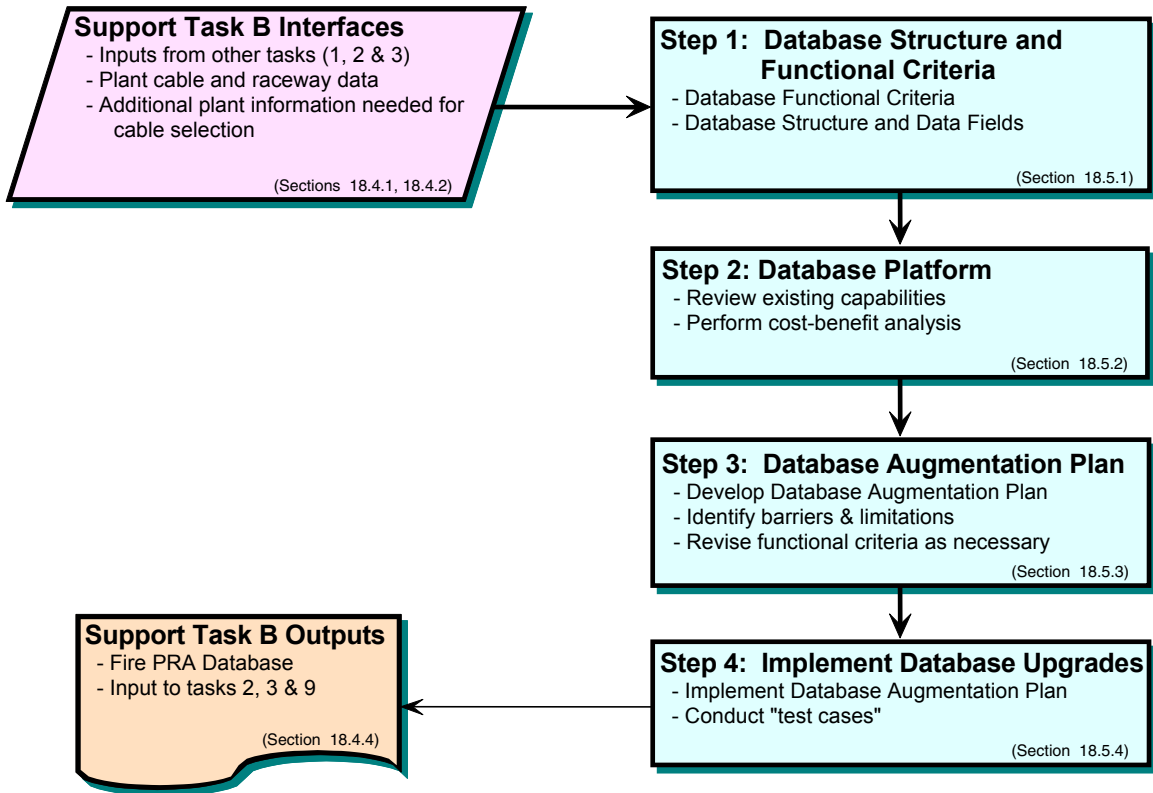 Support Task B Interfaces
- Inputs from other tasks (1, 2 & 3)
- Plant cable and raceway data
- Additional plant information needed for
cable selection
(Sections 18.4.1, 18.4.2)
Step 1: Database Structure and
Functional Criteria
- Database Functional Criteria
- Database Structure and Data Fields
(Section 18.5.1)
Step 2: Database Platform
- Review existing capabilities
- Perform cost-benefit analysis
(Section 18.5.2)
Step 3: Database Augmentation Plan
- Develop Database Augmentation Plan
- Identify barriers & limitations
- Revise functional criteria as necessary
(Section 18.5.3)
Step 4: Implement Database Upgrades
- Implement Database Augmentation Plan
- Conduct "test cases"
(Section 18.5.4)
Support Task B Outputs
- Fire PRA Database
- Input to tasks 2, 3 & 9
(Section 18.4.4)